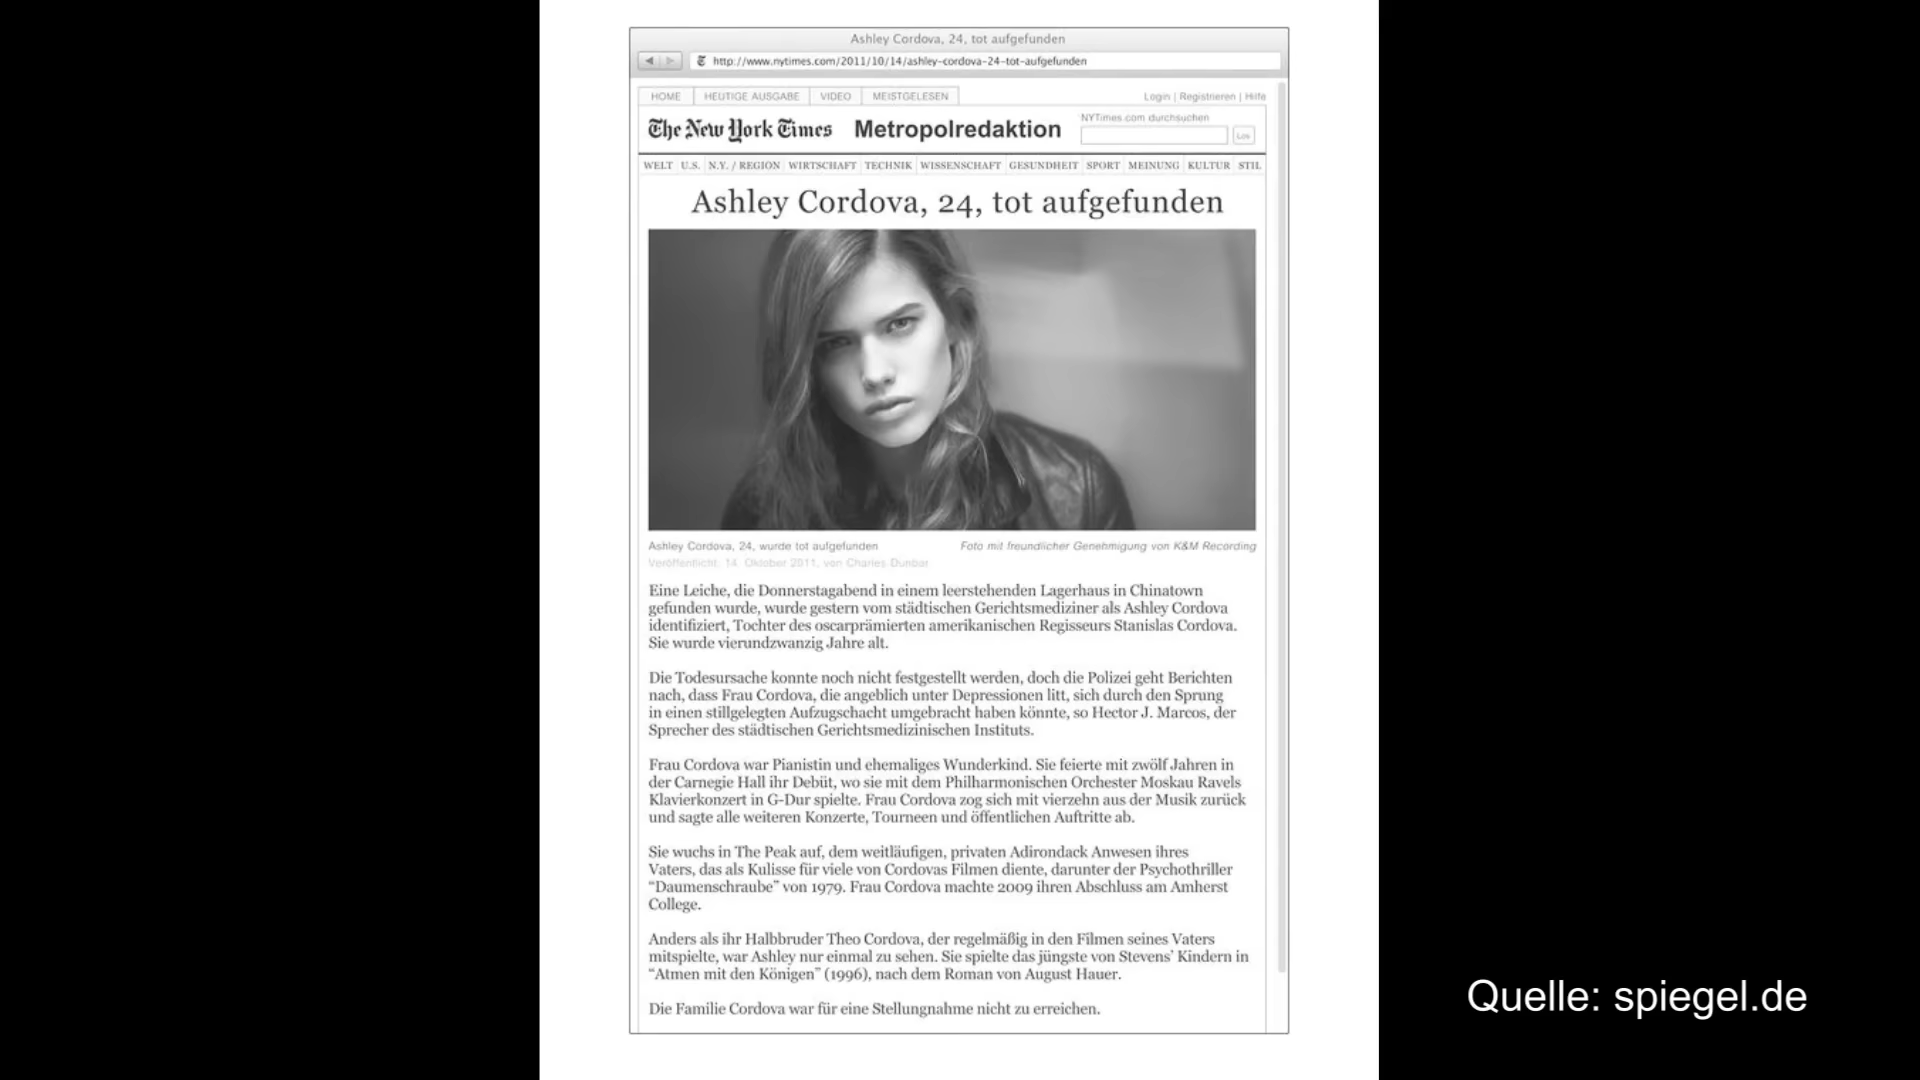 Ashley Cordova, 24, tot aufgefunden
http://www.nytimes.com/2011/10/14/ashley-cordova-24-tot-aufgefunden
HOME HEUTIGE AUSGABE VIDEO MEISTGELESEN Login | Registrieren | Hilfe
The New York Times Metropolredaktion
NYTimes.com durchsuchen
Los
WELT U.S. N.Y. / REGION WIRTSCHAFT TECHNIK WISSENSCHAFT GESUNDHEIT SPORT MEINUNG KULTUR STIL
Ashley Cordova, 24, tot aufgefunden
Ashley Cordova, 24, wurde tot aufgefunden Foto mit freundlicher Genehmigung von K&M Recording
Veröffentlicht: 14. Oktober 2011, von Charles Dunbar
Eine Leiche, die Donnerstagabend in einem leerstehenden Lagerhaus in Chinatown
gefunden wurde, wurde gestern vom städtischen Gerichtsmediziner als Ashley Cordova
identifiziert, Tochter des oscarprämierten amerikanischen Regisseurs Stanislas Cordova.
Sie wurde vierundzwanzig Jahre alt.
Die Todesursache konnte noch nicht festgestellt werden, doch die Polizei geht Berichten
nach, dass Frau Cordova, die angeblich unter Depressionen litt, sich durch den Sprung
in einen stillgelegten Aufzugschacht umgebracht haben könnte, so Hector J. Marcos, der
Sprecher des städtischen Gerichtsmedizinischen Instituts.
Frau Cordova war Pianistin und ehemaliges Wunderkind. Sie feierte mit zwölf Jahren in
der Carnegie Hall ihr Debüt, wo sie mit dem Philharmonischen Orchester Moskau Ravels
Klavierkonzert in G-Dur spielte. Frau Cordova zog sich mit vierzehn aus der Musik zurück
und sagte alle weiteren Konzerte, Tourneen und öffentlichen Auftritte ab.
Sie wuchs in The Peak auf, dem weitläufigen, privaten Adirondack Anwesen ihres
Vaters, das als Kulisse für viele von Cordovas Filmen diente, darunter der Psychothriller
“Daumenschraube” von 1979. Frau Cordova machte 2009 ihren Abschluss am Amherst
College.
Anders als ihr Halbbruder Theo Cordova, der regelmäßig in den Filmen seines Vaters
mitspielte, war Ashley nur einmal zu sehen. Sie spielte das jüngste von Stevens’ Kindern in
“Atmen mit den Königen” (1996), nach dem Roman von August Hauer.
Die Familie Cordova war für eine Stellungnahme nicht zu erreichen.
Quelle: spiegel.de